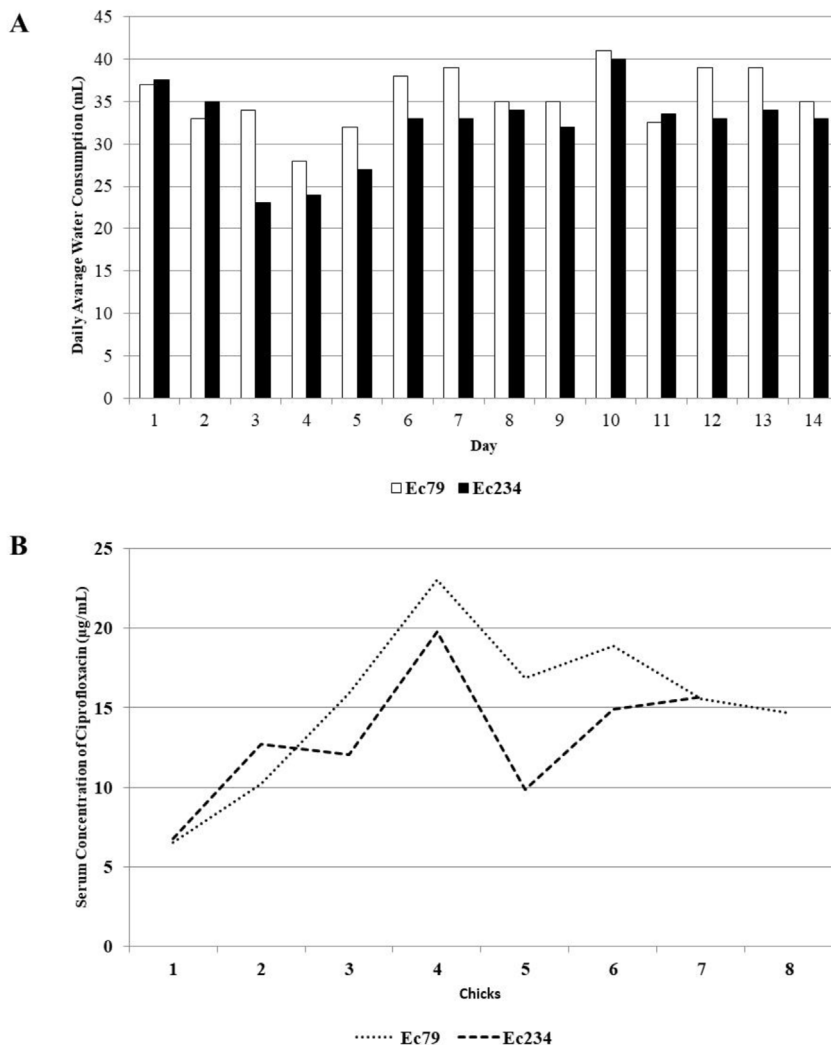 A
Daily Avarage Water Consumption (mL)
45
40
35
30
25
20
15
10
5
0
1 2 3 4 5 6 7 8 9 10 11 12 13 14
Day
Ec79 Ec234
B
Serum Concentration of Ciprofloxacin (µg/mL)
25
20
15
10
5
0
1 2 3 4 5 6 7 8
Chicks
Ec79 Ec234